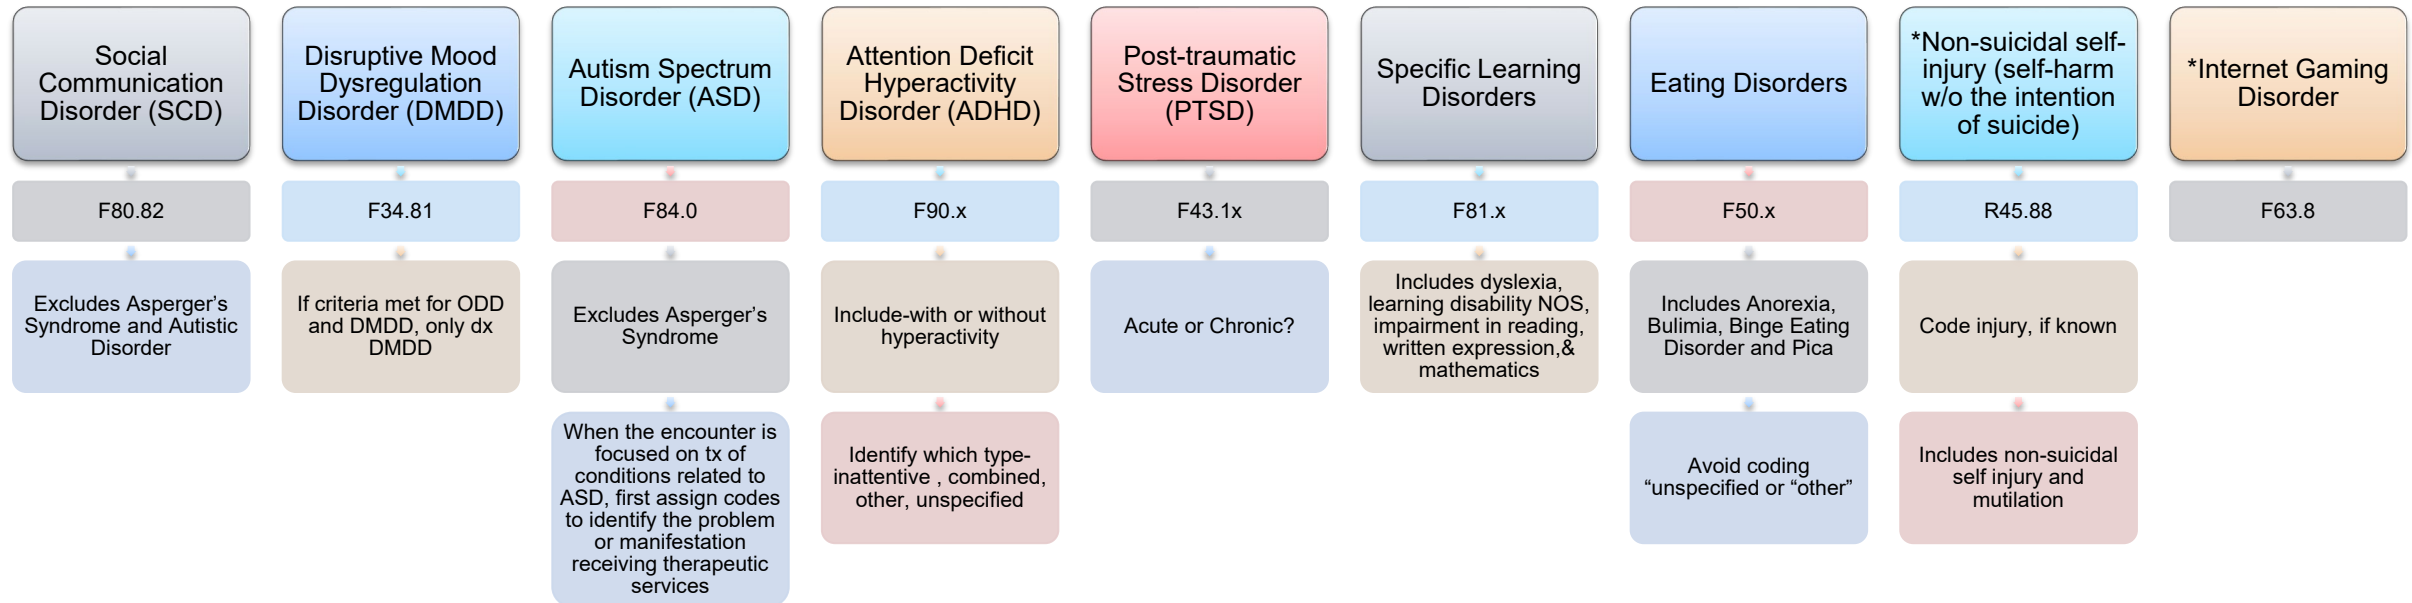 Social
Communication
Disorder (SCD)
F80.82
Excludes Asperger’s
Syndrome and Autistic
Disorder
Disruptive Mood
Dysregulation
Disorder (DMDD)
F34.81
If criteria met for ODD
and DMDD, only dx
DMDD
Autism Spectrum
Disorder (ASD)
F84.0
Excludes Asperger’s
Syndrome
When the encounter is
focused on tx of
conditions related to
ASD, first assign codes
to identify the problem
or manifestation
receiving therapeutic
services
Attention Deficit
Hyperactivity
Disorder (ADHD)
F90.x
Include-with or without
hyperactivity
Identify which type-
inattentive , combined,
other, unspecified
Post-traumatic
Stress Disorder
(PTSD)
F43.1x
Acute or Chronic?
Specific Learning
Disorders
F81.x
Includes dyslexia,
learning disability NOS,
impairment in reading,
written expression,&
mathematics
Eating Disorders
F50.x
Includes Anorexia,
Bulimia, Binge Eating
Disorder and Pica
Avoid coding
“unspecified or “other”
*Non-suicidal self-
injury (self-harm
w/o the intention
of suicide)
R45.88
Code injury, if known
Includes non-suicidal
self injury and
mutilation
*Internet Gaming
Disorder
F63.8